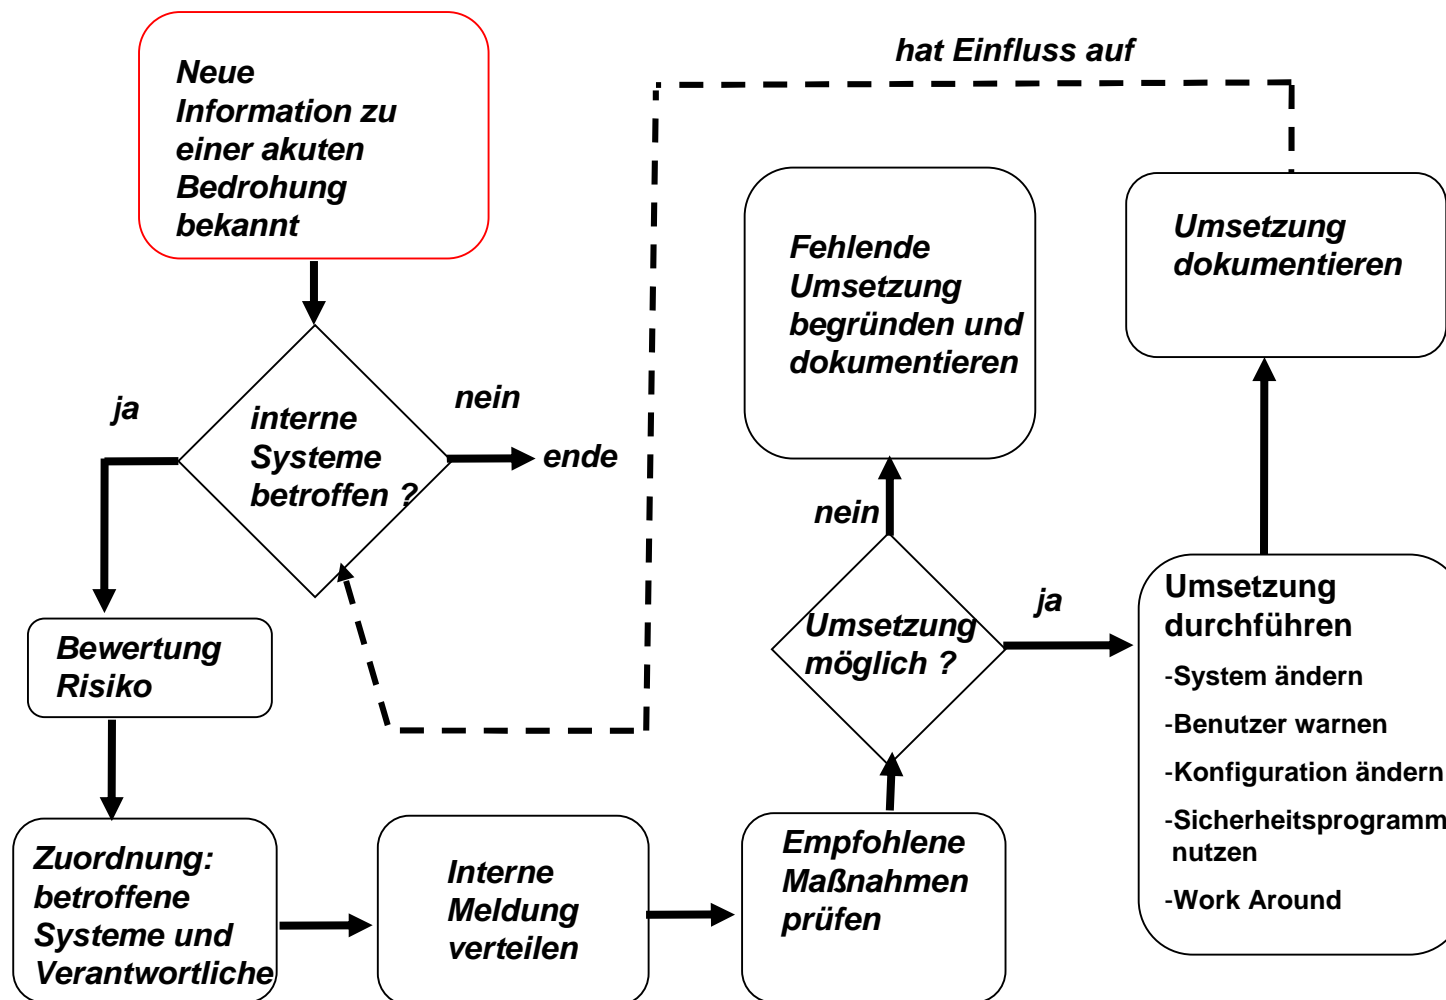 Neue
Information zu
einer akuten
Bedrohung
bekannt
hat Einfluss auf
Fehlende
Umsetzung
begründen und
dokumentieren
Umsetzung
dokumentieren
ja
nein
interne
Systeme
betroffen ?
ende
nein
Umsetzung
möglich ?
ja
Umsetzung
durchführen
-System ändern
-Benutzer warnen
-Konfiguration ändern
-Sicherheitsprogramm
nutzen
-Work Around
Bewertung
Risiko
Zuordnung:
betroffene
Systeme und
Verantwortliche
Interne
Meldung
verteilen
Empfohlene
Maßnahmen
prüfen